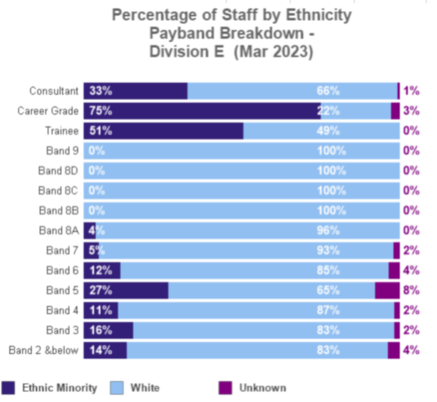 Percentage of Staff by Ethnicity
Payband Breakdown -
Division E (Mar 2023)
Consultant 33% 66% 1%
Career Grade 75% 22% 3%
Trainee 51% 49% 0%
Band 9 0% 100% 0%
Band 8D 0% 100% 0%
Band 8C 0% 100% 0%
Band 8B 0% 100% 0%
Band 8A 4% 96% 0%
Band 7 5% 93% 2%
Band 6 12% 85% 4%
Band 5 27% 65% 8%
Band 4 11% 87% 2%
Band 3 16% 83% 2%
Band 2 &below 14% 83% 4%
Ethnic Minority White Unknown